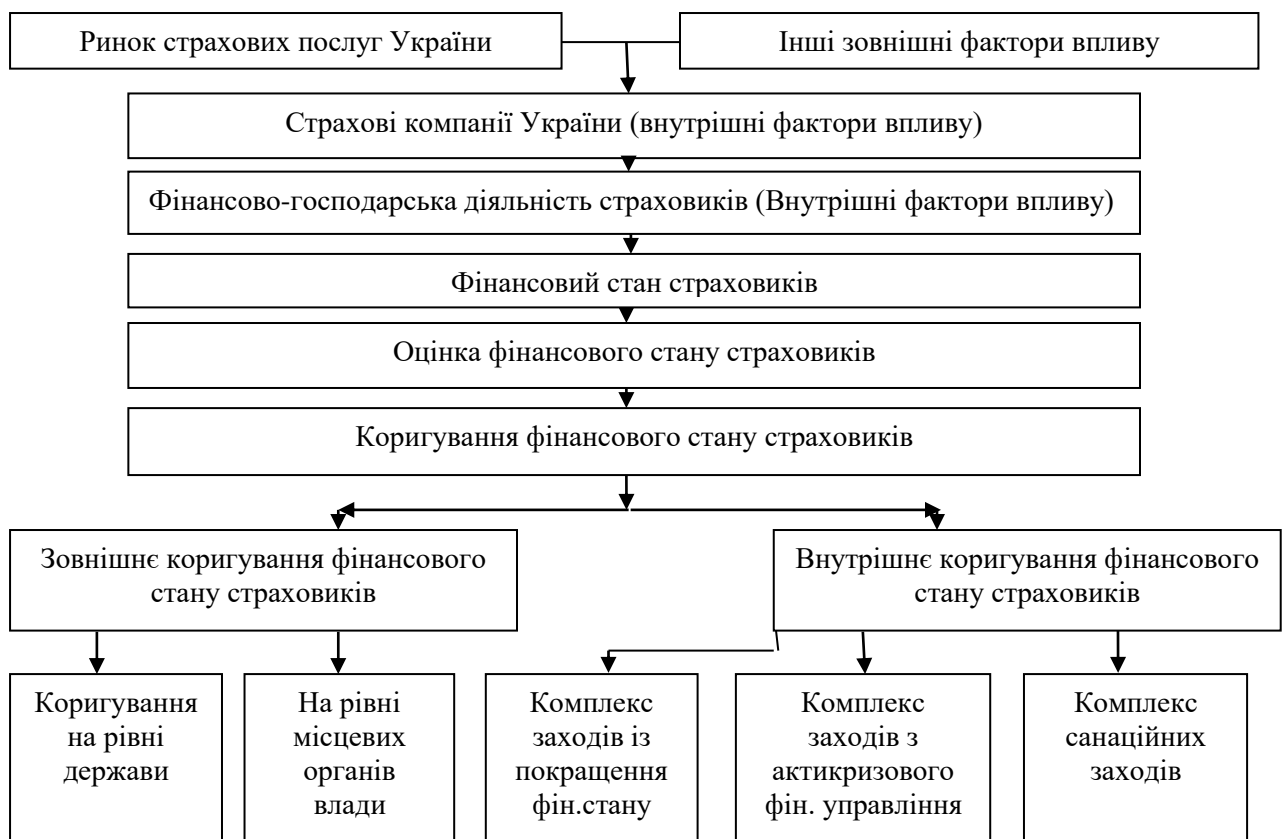 Ринок страхових послуг України
Інші зовнішні фактори впливу
Страхові компанії України (внутрішні фактори впливу)
Фінансово-господарська діяльність страховиків (Внутрішні фактори впливу)
Фінансовий стан страховиків
Оцінка фінансового стану страховиків
Коригування фінансового стану страховиків
Зовнішнє коригування фінансового
стану страховиків
Внутрішнє коригування фінансового
стану страховиків
Коригування
на рівні
держави
На рівні
місцевих
органів
влади
Комплекс
заходів із
покращення
фін.стану
Комплекс
заходів з
актикризового
фін. управління
Комплекс
санаційних
заходів